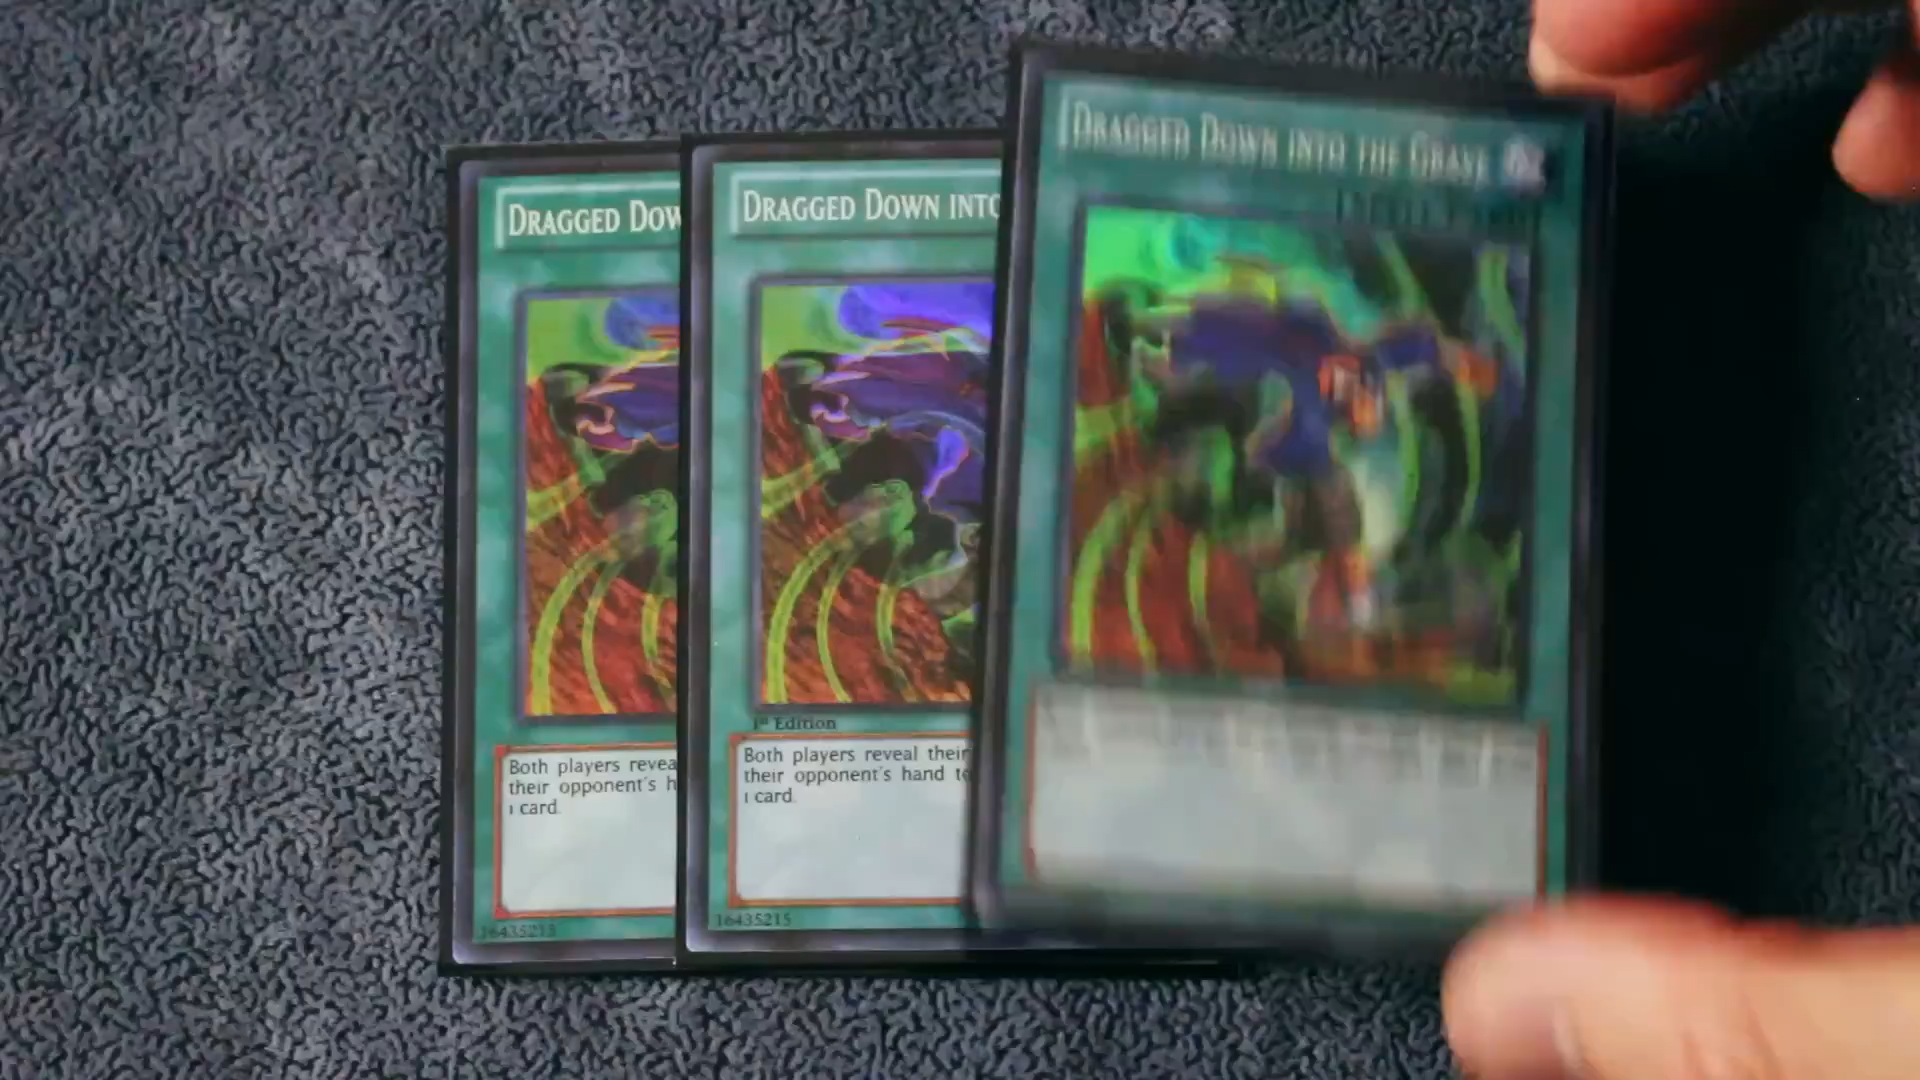 DRAGGED DOW
Both players revea
their opponent's h
1 card.
16435215
DRAGGED DOWN INTO
1st Edition
Both players reveal their
their opponent's hand to
1 card.
16435215
DRAGGED DOWN INTO THE GRAVE